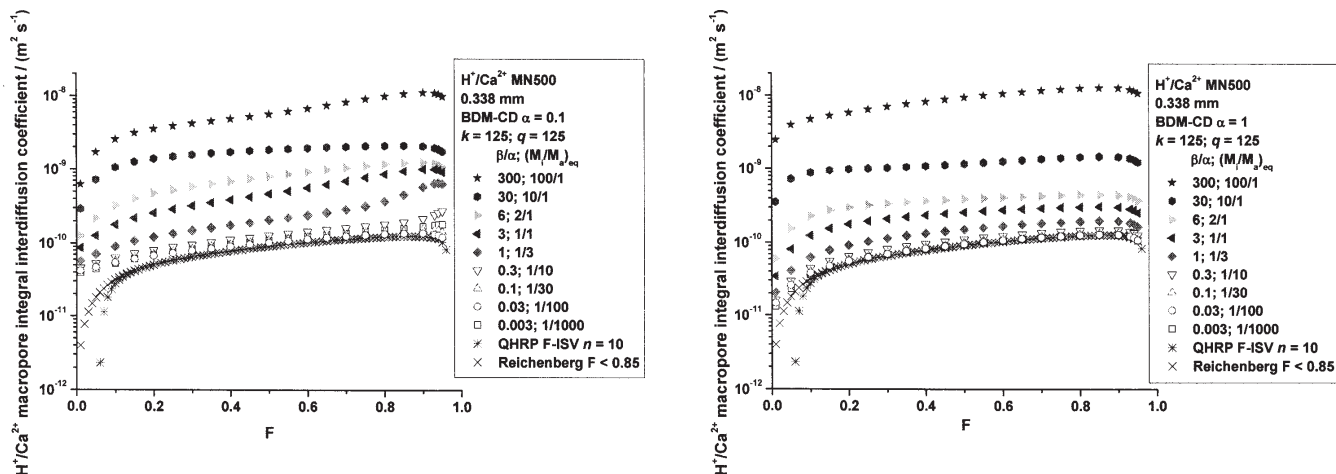 H⁺/Ca²⁺ macropore integral interdiffusion coefficient / (m² s⁻¹)
10⁻⁸
10⁻⁹
10⁻¹⁰
10⁻¹¹
10⁻¹²
0.0
0.2
0.4
0.6
0.8
1.0
F
H⁺/Ca²⁺ MN500
0.338 mm
BDM-CD α = 0.1
k = 125; q = 125
β/α; (Mᵢ/Mₐ)eq
300; 100/1
30; 10/1
6; 2/1
3; 1/1
1; 1/3
0.3; 1/10
0.1; 1/30
0.03; 1/100
0.003; 1/1000
QHRP F-ISV n = 10
Reichenberg F < 0.85
H⁺/Ca²⁺ macropore integral interdiffusion coefficient / (m² s⁻¹)
10⁻⁸
10⁻⁹
10⁻¹⁰
10⁻¹¹
10⁻¹²
0.0
0.2
0.4
0.6
0.8
1.0
F
H⁺/Ca²⁺ MN500
0.338 mm
BDM-CD α = 1
k = 125; q = 125
β/α; (Mᵢ/Mₐ)eq
300; 100/1
30; 10/1
6; 2/1
3; 1/1
1; 1/3
0.3; 1/10
0.1; 1/30
0.03; 1/100
0.003; 1/1000
QHRP F-ISV n = 10
Reichenberg F < 0.85